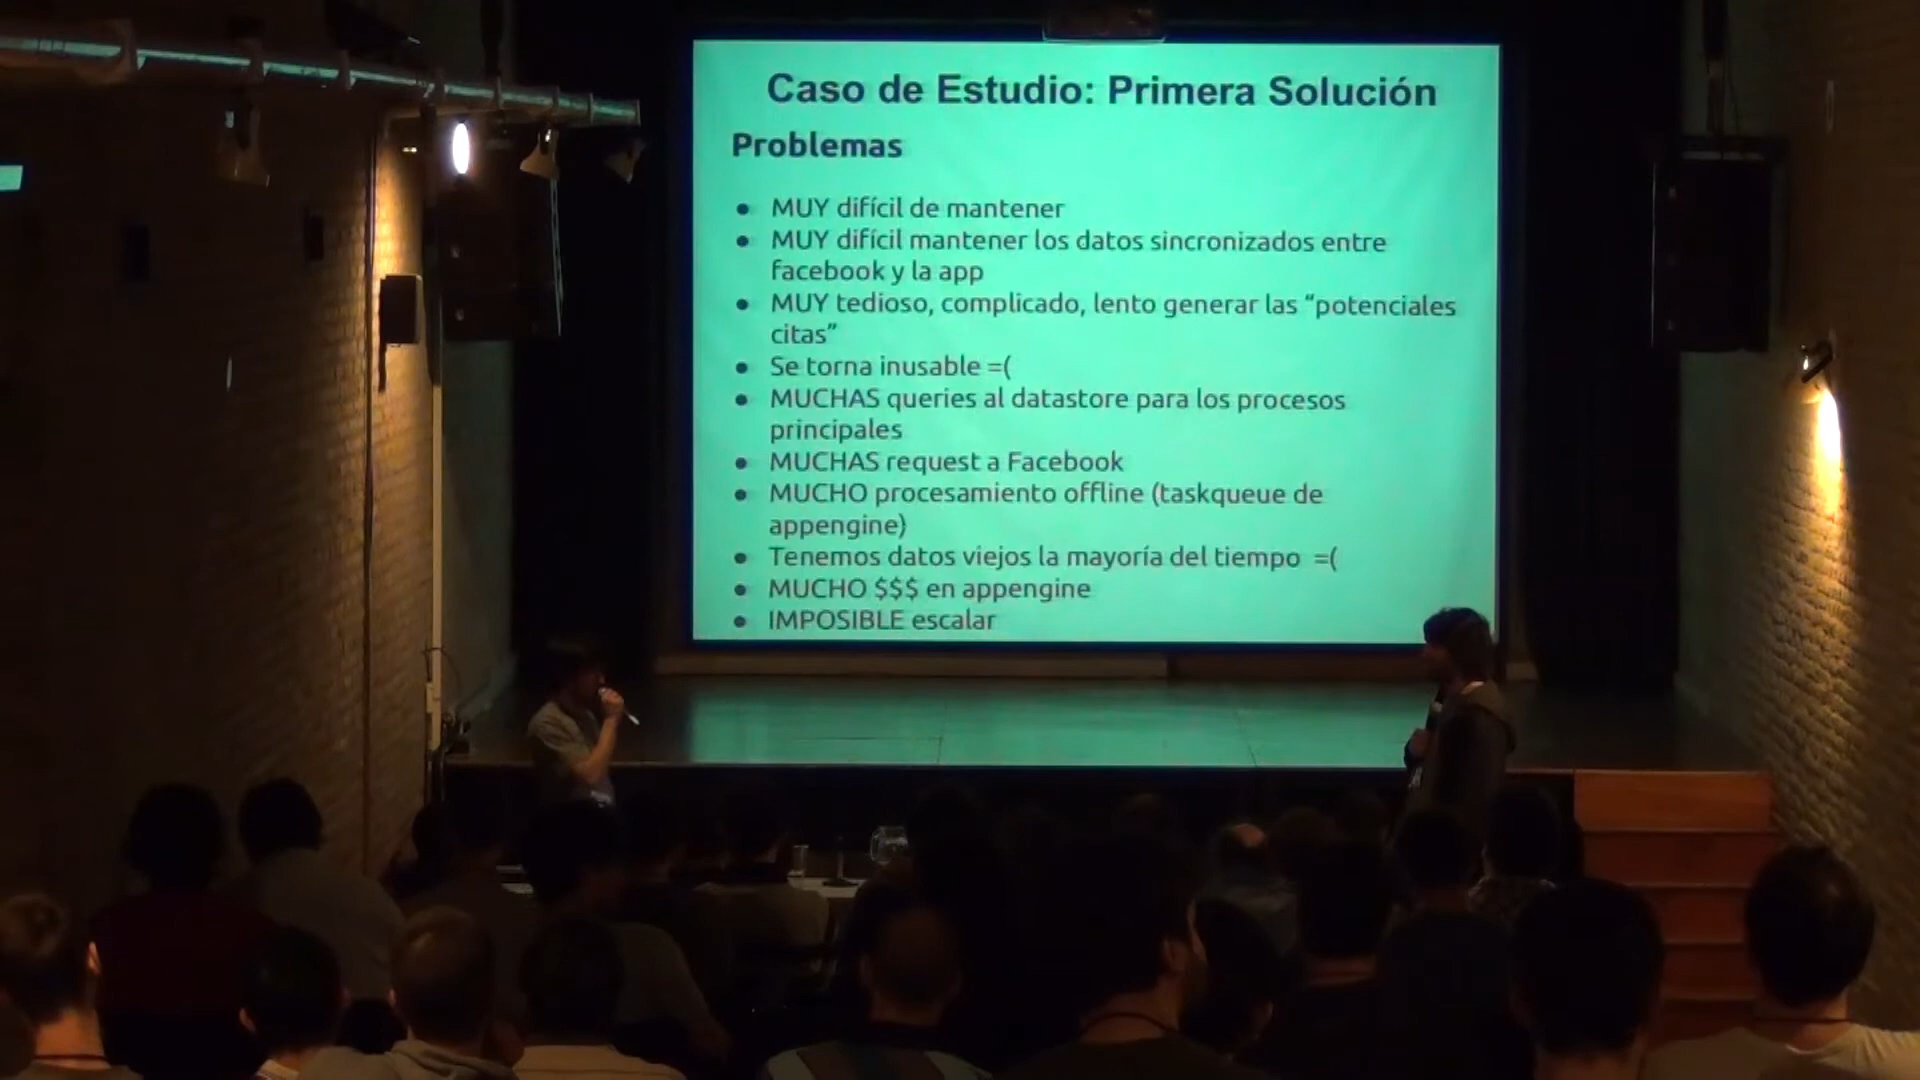 Caso de Estudio: Primera Solución
Problemas
● MUY difícil de mantener
● MUY difícil mantener los datos sincronizados entre
facebook y la app
● MUY tedioso, complicado, lento generar las “potenciales
citas”
● Se torna inusable =(
● MUCHAS queries al datastore para los procesos
principales
● MUCHAS request a Facebook
● MUCHO procesamiento offline (taskqueue de
appengine)
● Tenemos datos viejos la mayoría del tiempo =(
● MUCHO $$$ en appengine
● IMPOSIBLE escalar